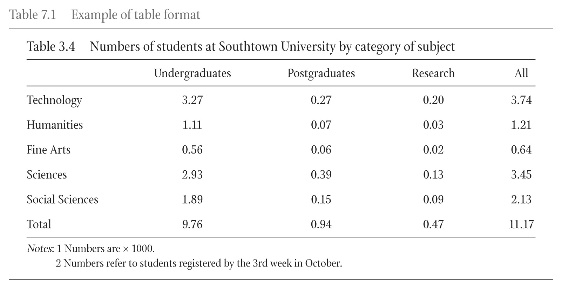 Table 7.1 Example of table format
Table 3.4 Numbers of students at Southtown University by category of subject
Undergraduates Postgraduates Research All
Technology 3.27 0.27 0.20 3.74
Humanities 1.11 0.07 0.03 1.21
Fine Arts 0.56 0.06 0.02 0.64
Sciences 2.93 0.39 0.13 3.45
Social Sciences 1.89 0.15 0.09 2.13
Total 9.76 0.94 0.47 11.17
Notes: 1 Numbers are × 1000.
2 Numbers refer to students registered by the 3rd week in October.